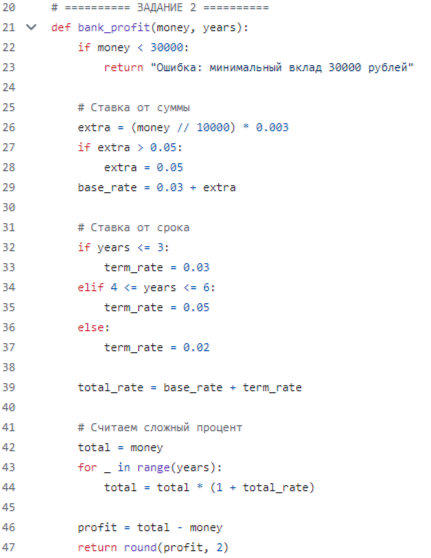 20 # ========== ЗАДАНИЕ 2 ==========
21 def bank_profit(money, years):
22     if money < 30000:
23         return "Ошибка: минимальный вклад 30000 рублей"
24
25     # Ставка от суммы
26     extra = (money // 10000) * 0.003
27     if extra > 0.05:
28         extra = 0.05
29     base_rate = 0.03 + extra
30
31     # Ставка от срока
32     if years <= 3:
33         term_rate = 0.03
34     elif 4 <= years <= 6:
35         term_rate = 0.05
36     else:
37         term_rate = 0.02
38
39     total_rate = base_rate + term_rate
40
41     # Считаем сложный процент
42     total = money
43     for _ in range(years):
44         total = total * (1 + total_rate)
45
46     profit = total - money
47     return round(profit, 2)